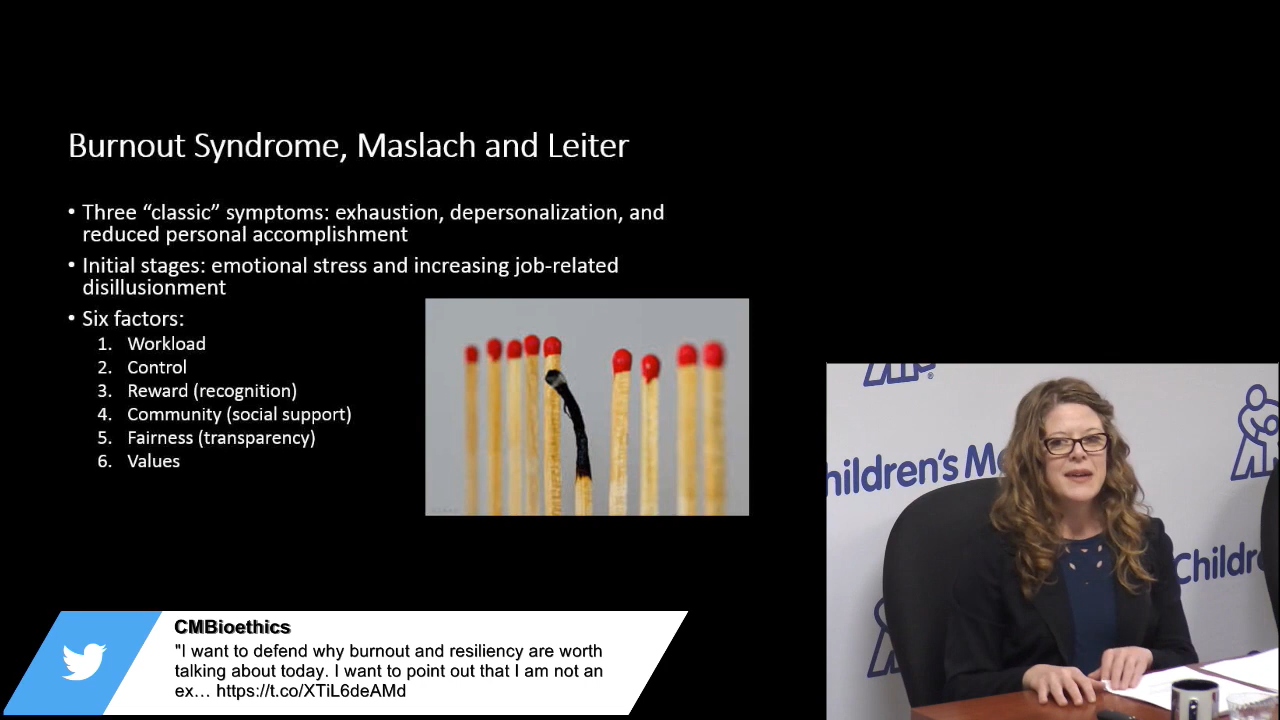 Burnout Syndrome, Maslach and Leiter
• Three “classic” symptoms: exhaustion, depersonalization, and
reduced personal accomplishment
• Initial stages: emotional stress and increasing job-related
disillusionment
• Six factors:
1. Workload
2. Control
3. Reward (recognition)
4. Community (social support)
5. Fairness (transparency)
6. Values
ildren's M
Childr
CMBioethics
"I want to defend why burnout and resiliency are worth
talking about today. I want to point out that I am not an
ex… https://t.co/XTiL6deAMd